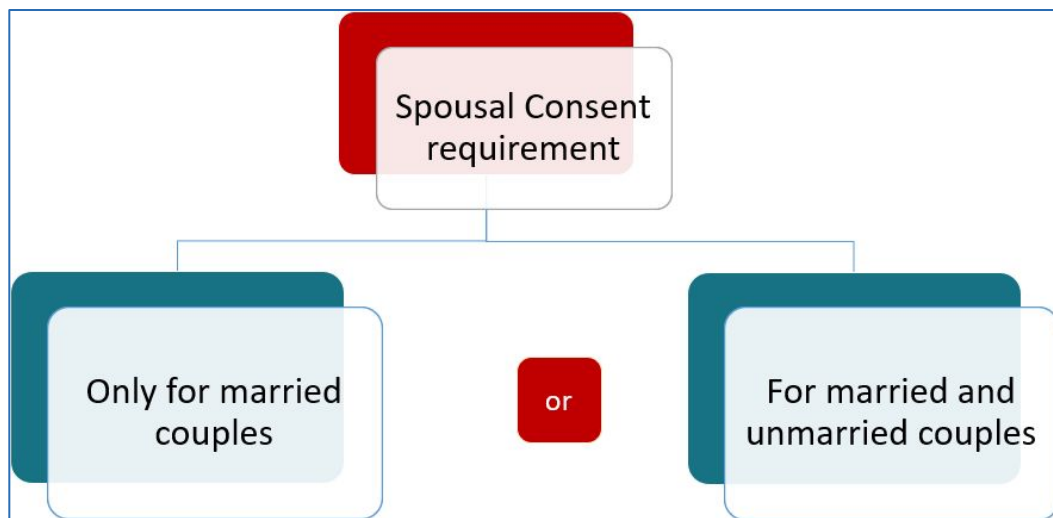 Spousal Consent
requirement
Only for married
couples
or
For married and
unmarried couples